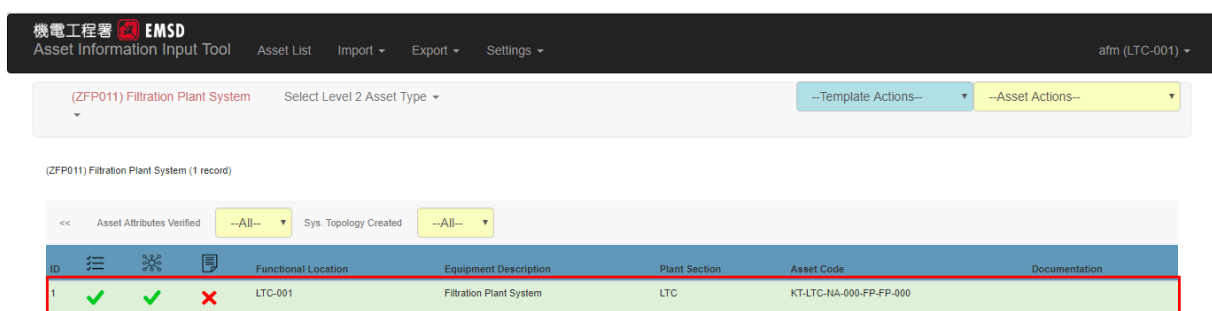 機電工程署 EMSD
Asset Information Input Tool Asset List Import Export Settings afm (LTC-001)
(ZFP011) Filtration Plant System Select Level 2 Asset Type --Template Actions-- --Asset Actions--
(ZFP011) Filtration Plant System (1 record)
<< Asset Attributes Verified --All-- Sys. Topology Created --All--
ID Functional Location Equipment Description Plant Section Asset Code Documentation
1 LTC-001 Filtration Plant System LTC KT-LTC-NA-000-FP-FP-000